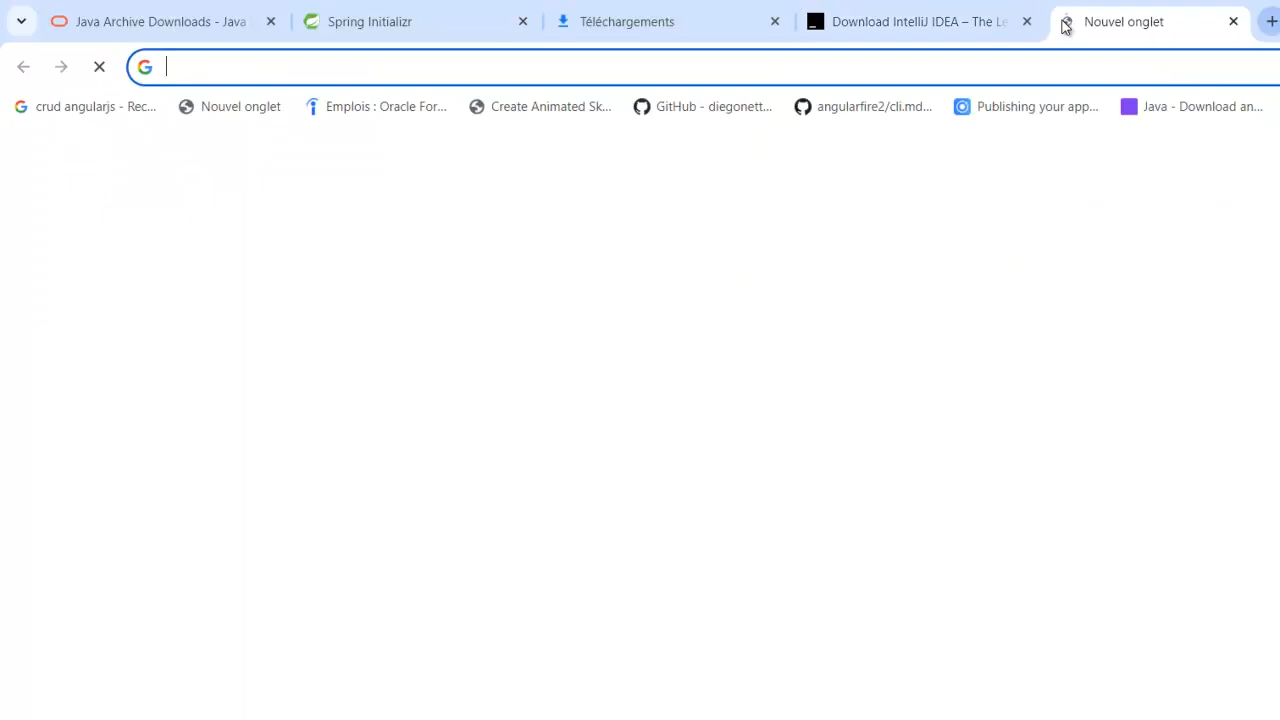 Java Archive Downloads - Java
Spring Initializr
Téléchargements
Download IntelliJ IDEA – The Le
Nouvel onglet
crud angularjs - Rec...
Nouvel onglet
Emplois : Oracle For...
Create Animated Sk...
GitHub - diegonett...
angularfire2/cli.md...
Publishing your app...
Java - Download an...